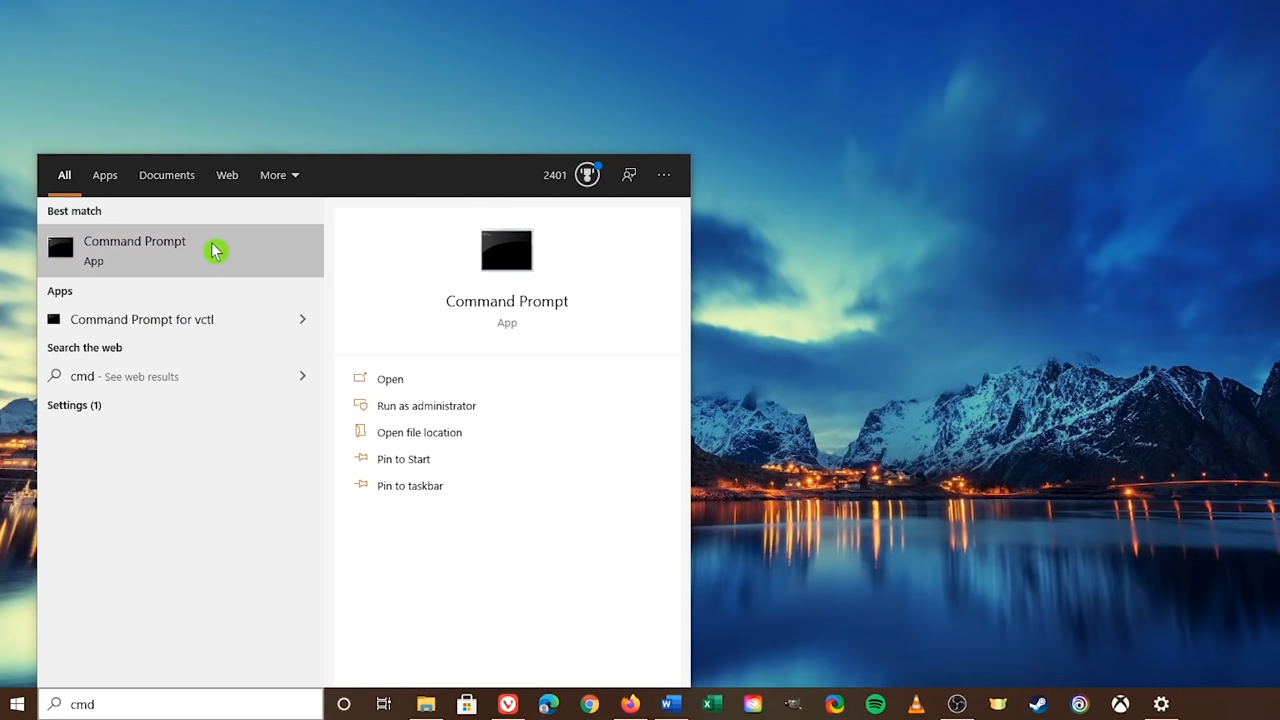 All Apps Documents Web More 2401 ...
Best match
Command Prompt
App
Apps
Command Prompt for vctl
Search the web
cmd - See web results
Settings (1)
Command Prompt
App
Open
Run as administrator
Open file location
Pin to Start
Pin to taskbar
cmd